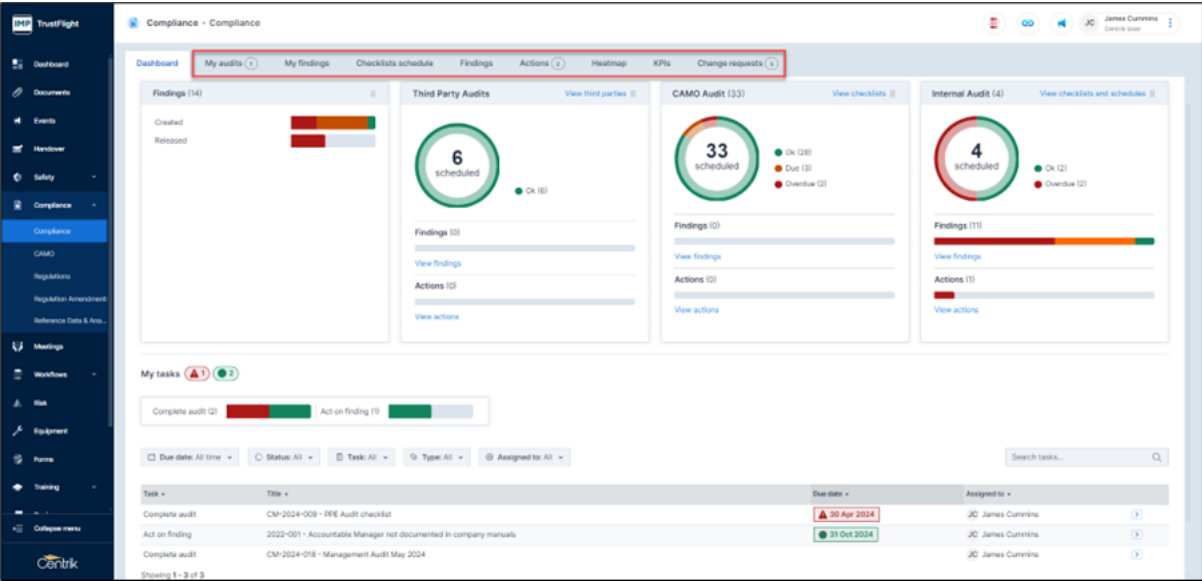 IMP TrustFlight
Compliance - Compliance
JC James Cummins
Centrik User
Dashboard
Documents
Events
Handover
Safety
Compliance
Compliance
CAMO
Regulations
Regulation Amendment
Reference Data & Ana...
Meetings
Workflows
Risk
Equipment
Forms
Training
Collapse menu
Centrik
Dashboard My audits 1 My findings Checklists schedule Findings Actions 2 Heatmap KPIs Change requests 5
Findings (14)
Created
Released
Third Party Audits View third parties
6
scheduled
Ok (6)
Findings (0)
View findings
Actions (0)
View actions
CAMO Audit (33) View checklists
33
scheduled
Ok (28)
Due (3)
Overdue (2)
Findings (0)
View findings
Actions (0)
View actions
Internal Audit (4) View checklists and schedules
4
scheduled
Ok (2)
Overdue (2)
Findings (11)
View findings
Actions (1)
View actions
My tasks 1 2
Complete audit (2) Act on finding (1)
Due date: All time Status: All Task: All Type: All Assigned to: All Search tasks...
Task Title Due date Assigned to
Complete audit CM-2024-009 - PPE Audit checklist 30 Apr 2024 JC James Cummins
Act on finding 2022-001 - Accountable Manager not documented in company manuals 31 Oct 2024 JC James Cummins
Complete audit CM-2024-018 - Management Audit May 2024 JC James Cummins
Showing 1 - 3 of 3